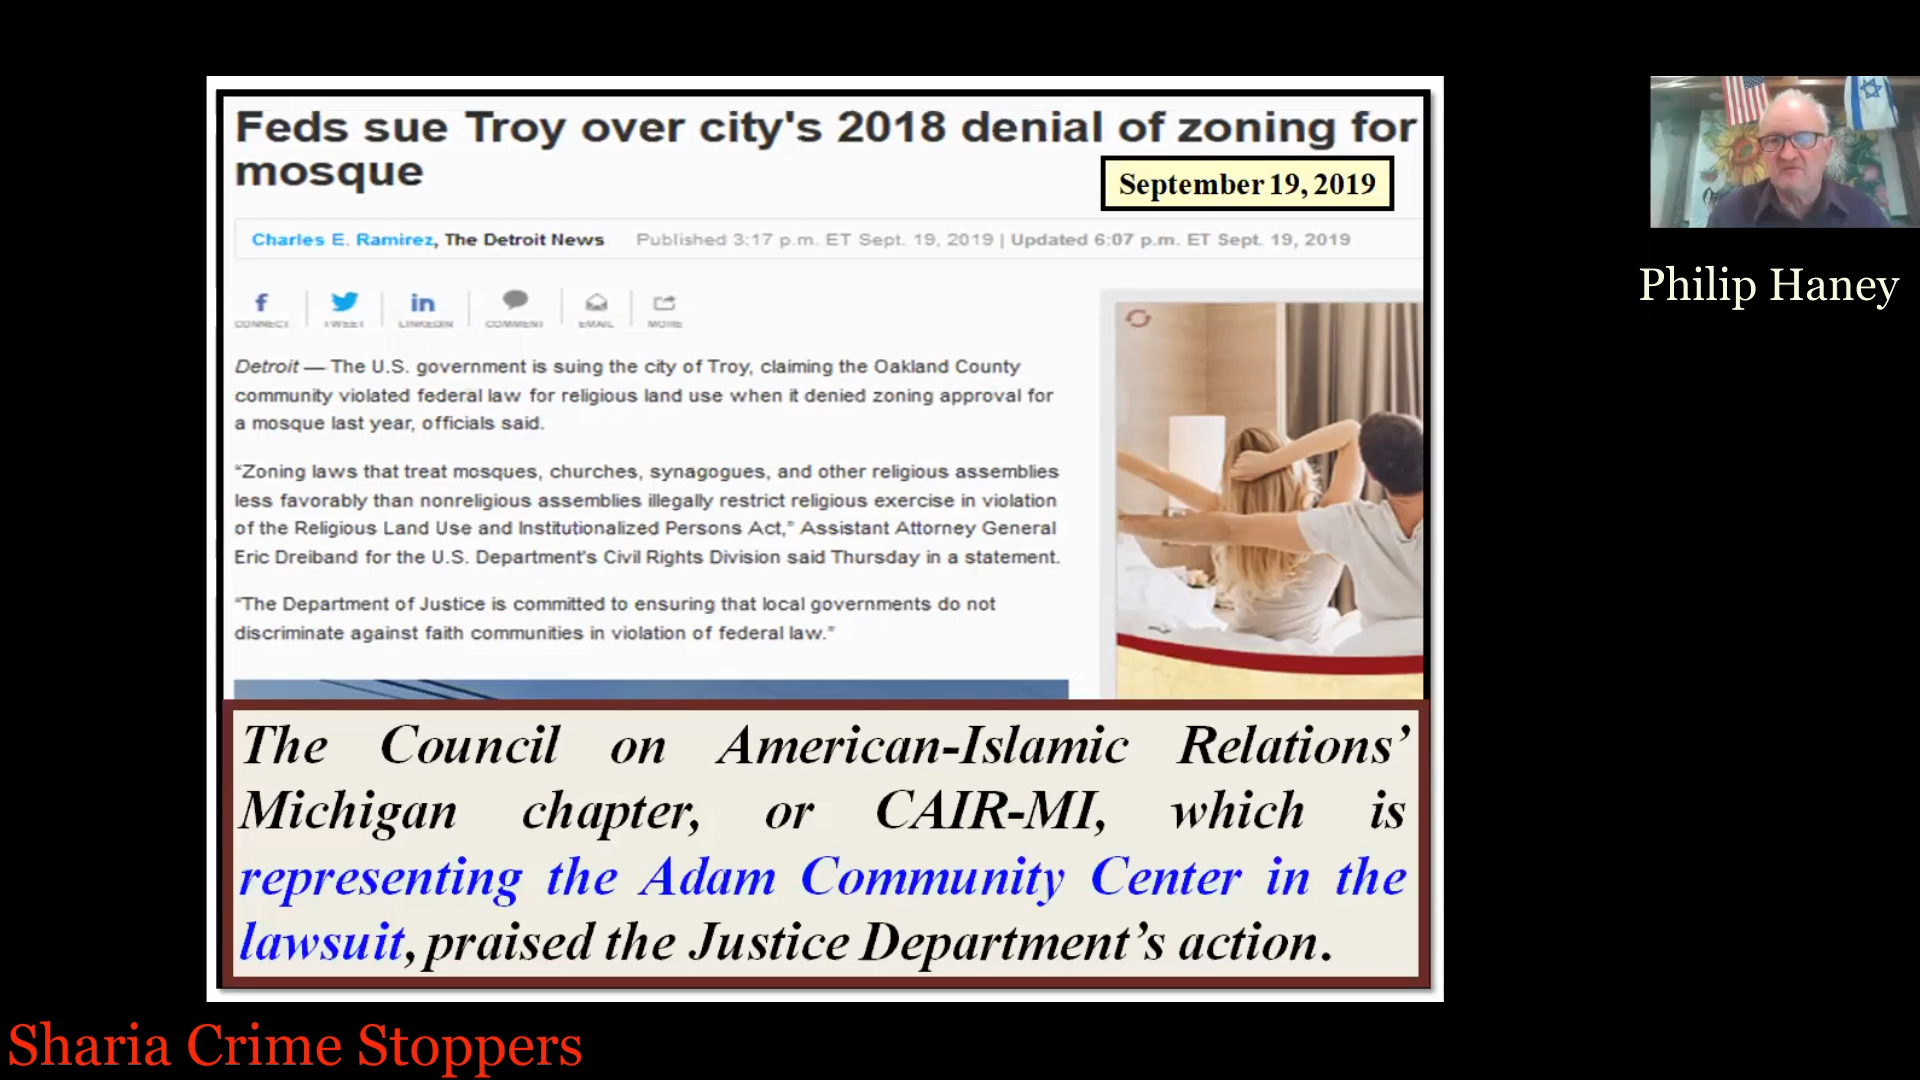 Feds sue Troy over city's 2018 denial of zoning for
mosque
September 19, 2019
Charles E. Ramirez, The Detroit News Published 3:17 p.m. ET Sept. 19, 2019 | Updated 6:07 p.m. ET Sept. 19, 2019
f
in
CONNECT TWEET LINKEDIN COMMENT EMAIL MORE
Detroit — The U.S. government is suing the city of Troy, claiming the Oakland County
community violated federal law for religious land use when it denied zoning approval for
a mosque last year, officials said.
“Zoning laws that treat mosques, churches, synagogues, and other religious assemblies
less favorably than nonreligious assemblies illegally restrict religious exercise in violation
of the Religious Land Use and Institutionalized Persons Act,” Assistant Attorney General
Eric Dreiband for the U.S. Department's Civil Rights Division said Thursday in a statement.
“The Department of Justice is committed to ensuring that local governments do not
discriminate against faith communities in violation of federal law.”
The Council on American-Islamic Relations’
Michigan chapter, or CAIR-MI, which is
representing the Adam Community Center in the
lawsuit, praised the Justice Department’s action.
Philip Haney
Sharia Crime Stoppers